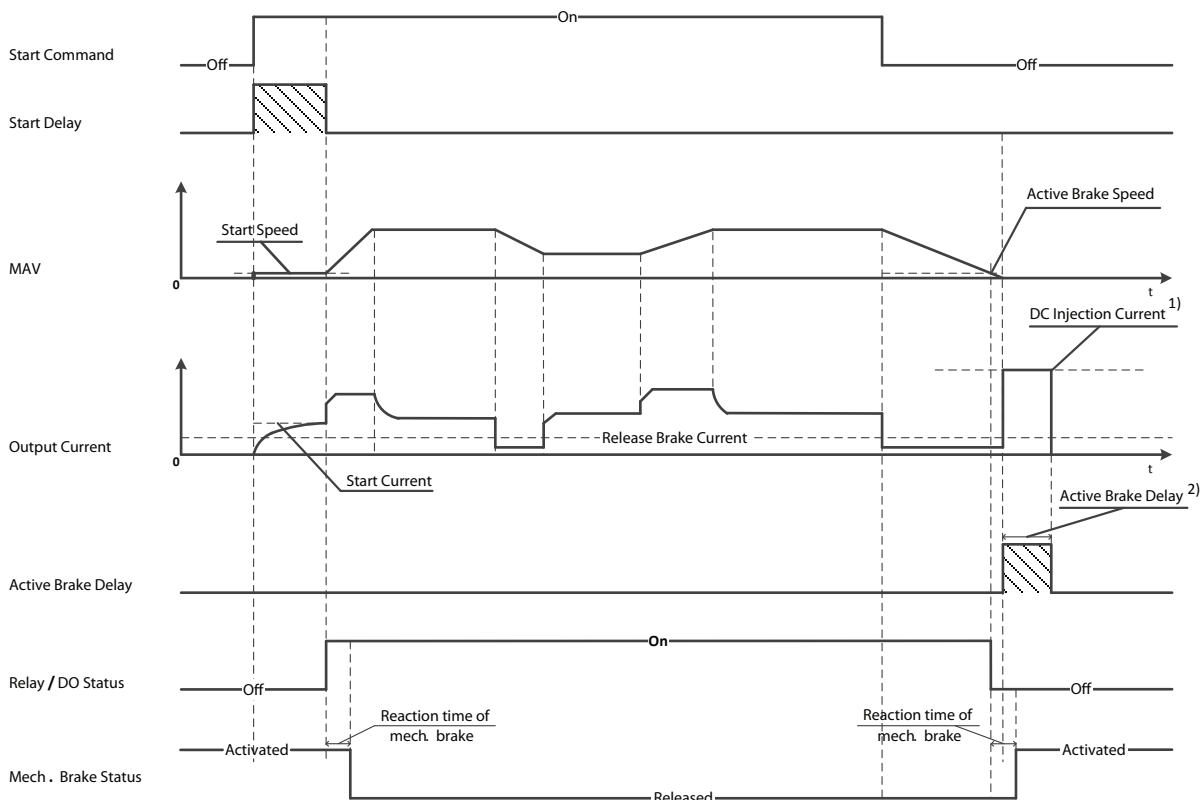 On
Start Command
Off
Off
Start Delay
Active Brake Speed
Start Speed
MAV
0
t
DC Injection Current 1)
Output Current
Release Brake Current
0
t
Start Current
Active Brake Delay 2)
Active Brake Delay
On
Relay / DO Status
Off
Off
Reaction time of
mech. brake
Reaction time of
mech. brake
Activated
Activated
Mech . Brake Status
Released